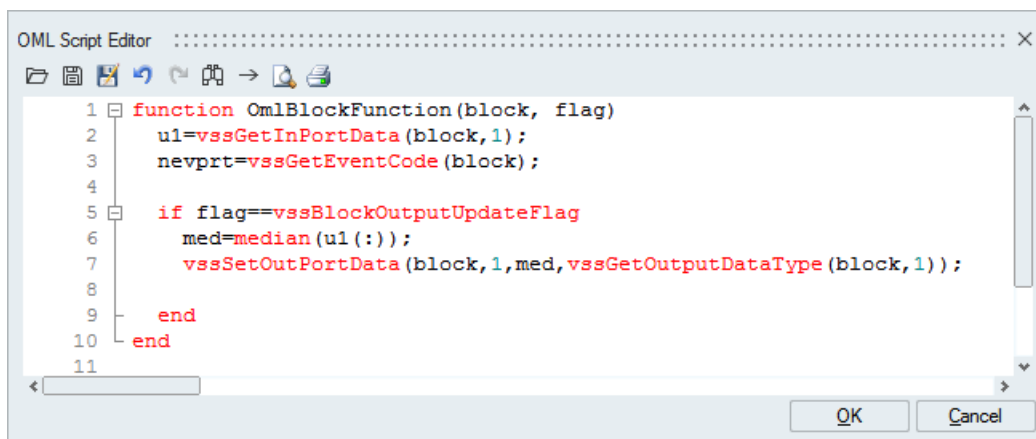 OML Script Editor
1 function OmlBlockFunction(block, flag)
2 u1=vssGetInPortData(block,1);
3 nevprt=vssGetEventCode(block);
4
5 if flag==vssBlockOutputUpdateFlag
6 med=median(u1(:));
7 vssSetOutPortData(block,1,med,vssGetOutputDataType(block,1));
8
9 end
10 end
11
OK Cancel